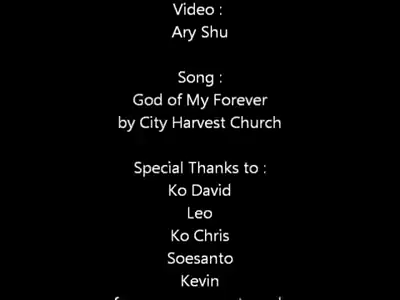 Video :
Ary Shu
Song :
God of My Forever
by City Harvest Church
Special Thanks to :
Ko David
Leo
Ko Chris
Soesanto
Kevin